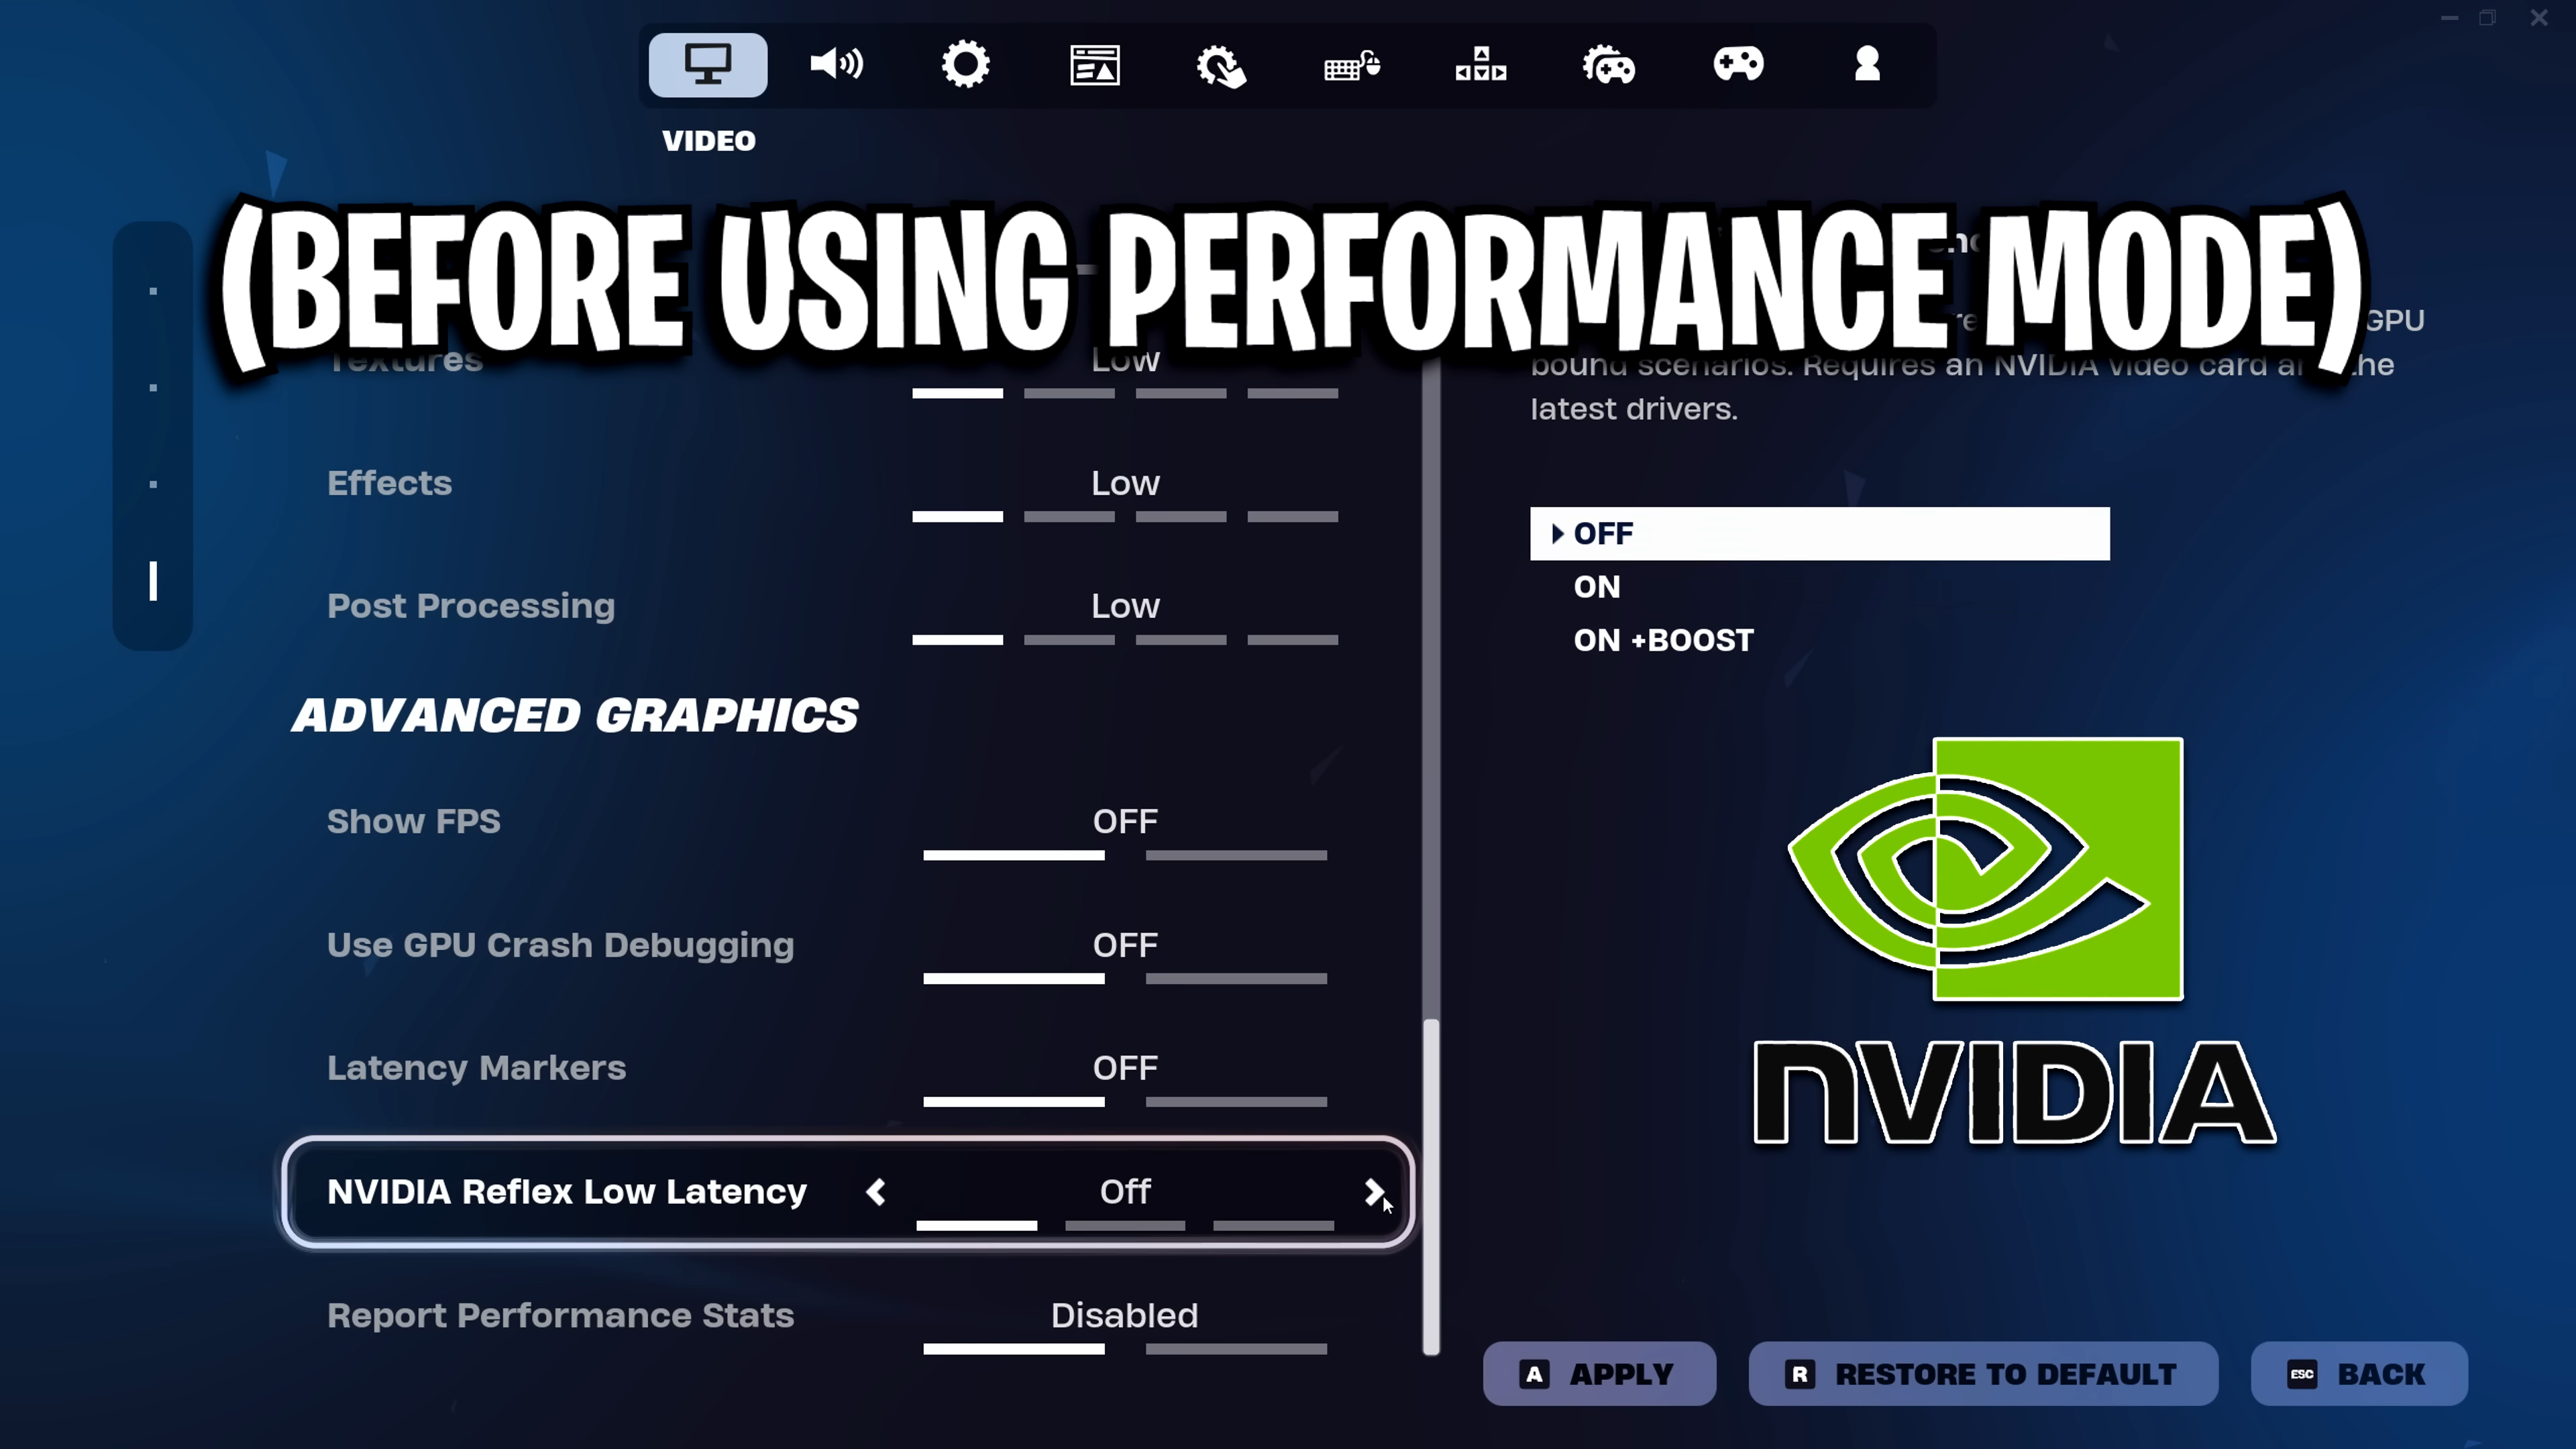 VIDEO
(BEFORE USING PERFORMANCE MODE)
GPU
Textures Low
bound scenarios. Requires an NVIDIA video card the
latest drivers.
Effects Low
OFF
ON
Post Processing Low
ON +BOOST
ADVANCED GRAPHICS
Show FPS OFF
Use GPU Crash Debugging OFF
Latency Markers OFF
NVIDIA
NVIDIA Reflex Low Latency Off
Report Performance Stats Disabled
A APPLY
R RESTORE TO DEFAULT
ESC BACK